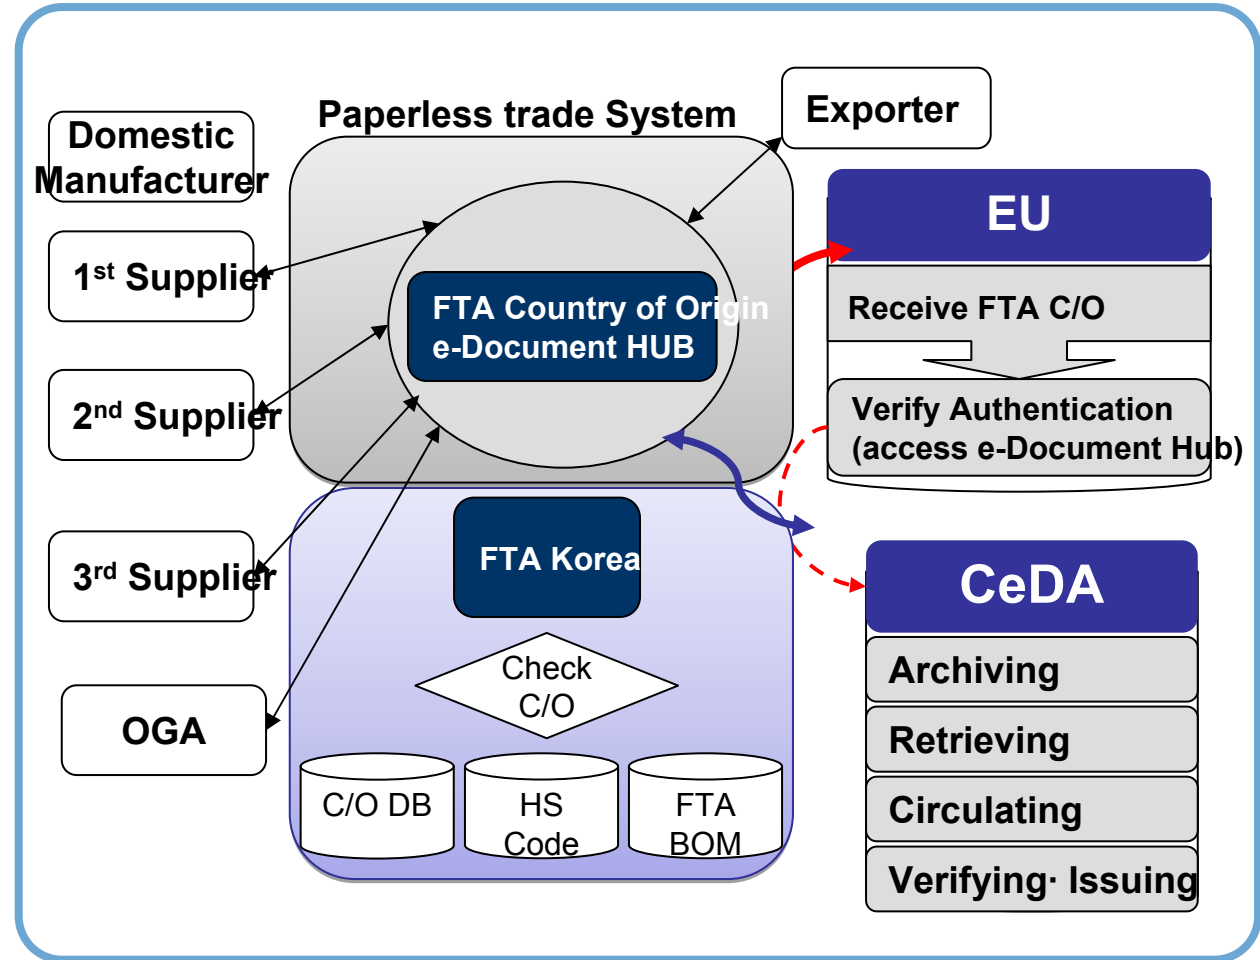 Paperless trade System
Exporter
Domestic
Manufacturer
1st Supplier
2nd Supplier
3rd Supplier
OGA
FTA Country of Origin
e-Document HUB
EU
Receive FTA C/O
Verify Authentication
(access e-Document Hub)
FTA Korea
Check
C/O
C/O DB
HS
Code
FTA
BOM
CeDA
Archiving
Retrieving
Circulating
Verifying· Issuing